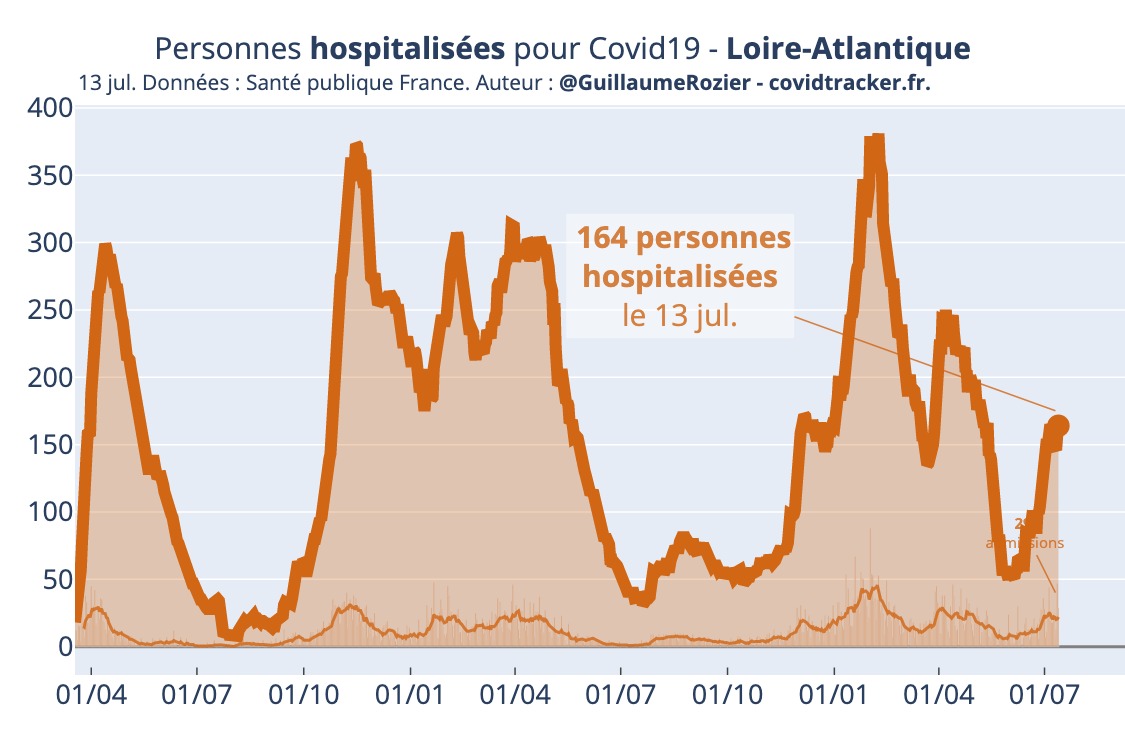 Personnes hospitalisées pour Covid19 - Loire-Atlantique
13 jul. Données : Santé publique France. Auteur : @GuillaumeRozier - covidtracker.fr.
400
350
300
250
200
150
100
50
0
164 personnes
hospitalisées
le 13 jul.
admissions
01/04 01/07 01/10 01/01 01/04 01/07 01/10 01/01 01/04 01/07